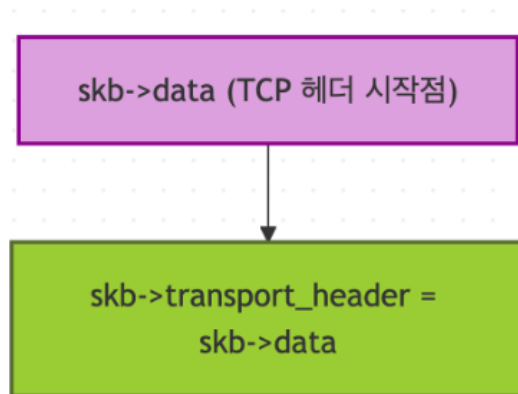 skb->data (TCP 헤더 시작점)
skb->transport_header =
skb->data